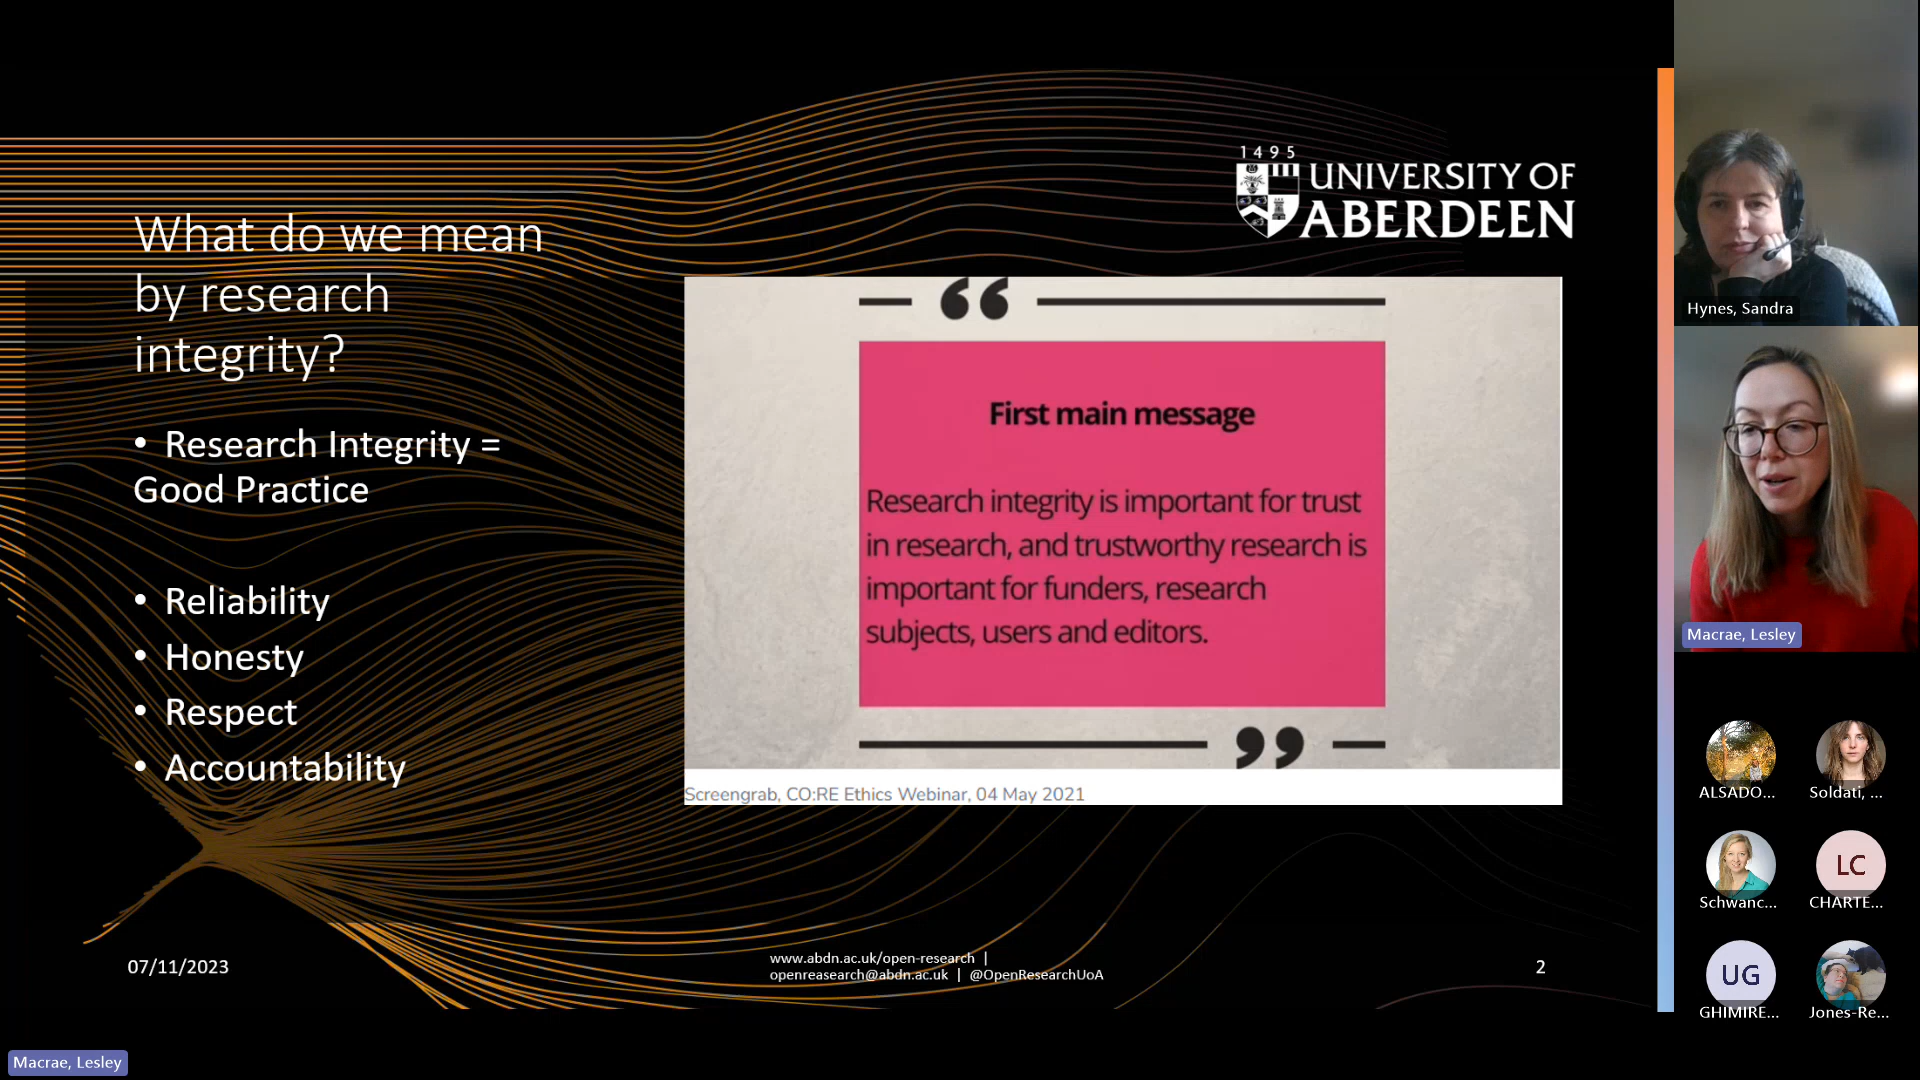 1495
UNIVERSITY OF
ABERDEEN
What do we mean
by research
integrity?
• Research Integrity =
Good Practice
• Reliability
• Honesty
• Respect
• Accountability
“
First main message
Research integrity is important for trust
in research, and trustworthy research is
important for funders, research
subjects, users and editors.
”
Screengrab, CO:RE Ethics Webinar, 04 May 2021
07/11/2023
www.abdn.ac.uk/open-research |
openreasearch@abdn.ac.uk | @OpenResearchUoA
2
Hynes, Sandra
Macrae, Lesley
ALSADO...
Soldati, ...
Schwanc...
LC
CHARTE...
UG
GHIMIRE...
Jones-Re...
Macrae, Lesley